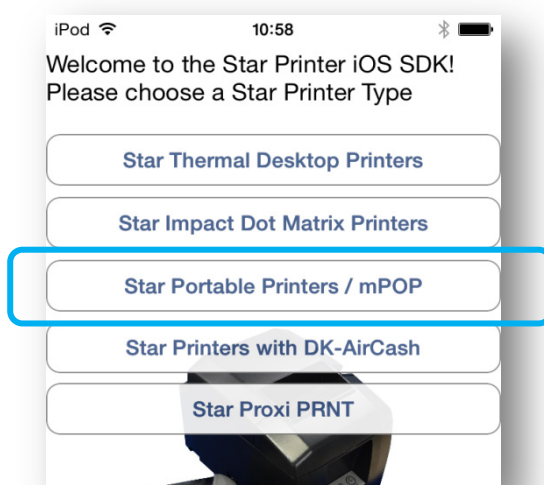 iPod 10:58
Welcome to the Star Printer iOS SDK!
Please choose a Star Printer Type
Star Thermal Desktop Printers
Star Impact Dot Matrix Printers
Star Portable Printers / mPOP
Star Printers with DK-AirCash
Star Proxi PRNT